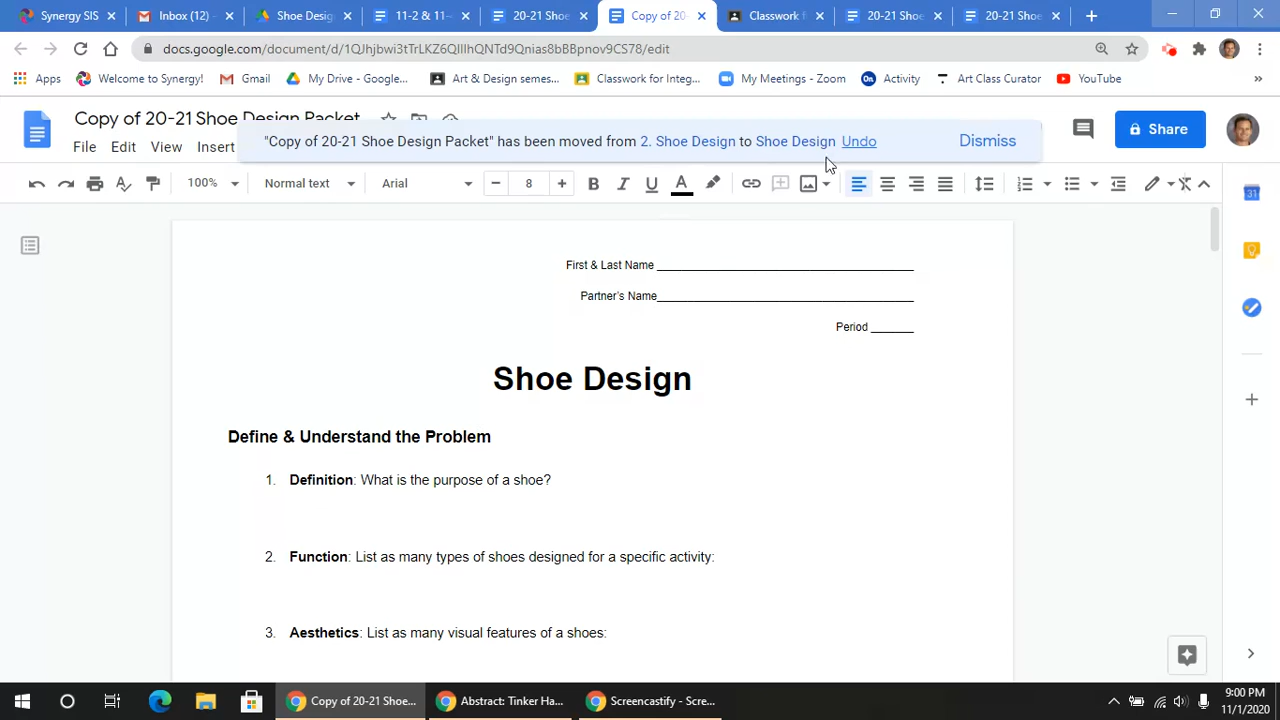 Synergy SIS
Inbox (12) -
Shoe Desig
11-2 & 11-
20-21 Shoe
Copy of 20-
Classwork f
20-21 Shoe
20-21 Shoe
docs.google.com/document/d/1QJhjbwi3tTrLKZ6QIIlhQNTd9Qhias8bBBpnov9CS78/edit
Apps
Welcome to Synergy!
Gmail
My Drive - Google...
Art & Design semes...
Classwork for Integ...
My Meetings - Zoom
On
Activity
Art Class Curator
YouTube
»
Copy of 20-21 Shoe Design Packet
File Edit View Insert
"Copy of 20-21 Shoe Design Packet" has been moved from 2. Shoe Design to Shoe Design Undo
Dismiss
Share
100%
Normal text
Arial
8
B I U A
31
First & Last Name
Partner's Name
Period
Shoe Design
Define & Understand the Problem
1. Definition: What is the purpose of a shoe?
2. Function: List as many types of shoes designed for a specific activity:
3. Aesthetics: List as many visual features of a shoes:
Copy of 20-21 Shoe...
Abstract: Tinker Ha...
Screencastify - Scre...
9:00 PM
11/1/2020